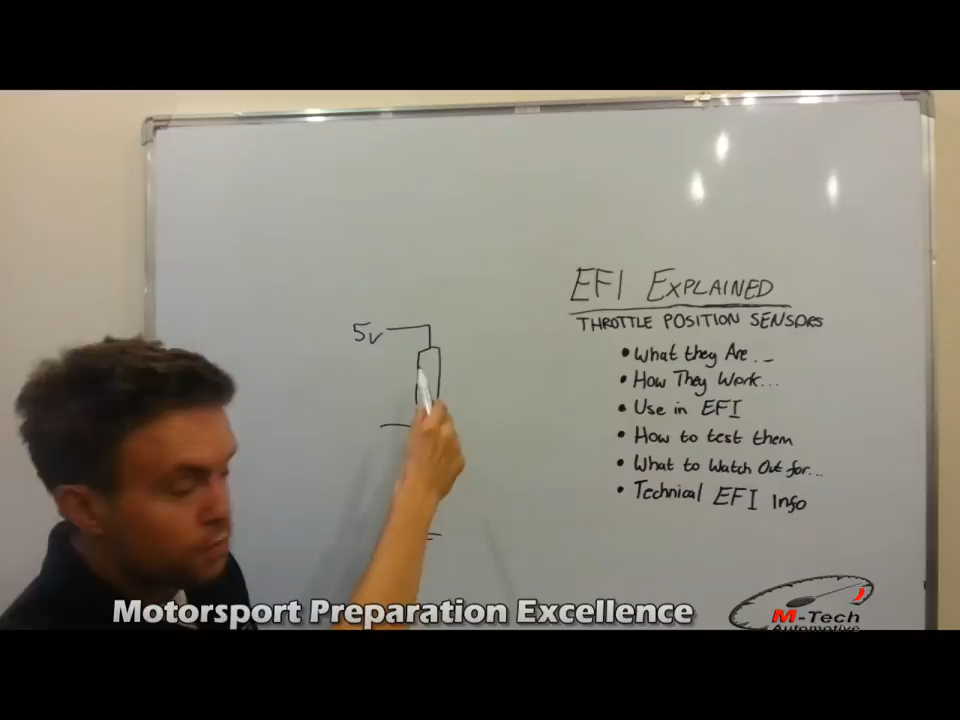 EFI EXPLAINED
THROTTLE POSITION SENSORS
• What they Are...
• How They Work...
• Use in EFI
• How to test them
• What to Watch Out for...
• Technical EFI Info
5v
Motorsport Preparation Excellence
M-Tech
Automotive